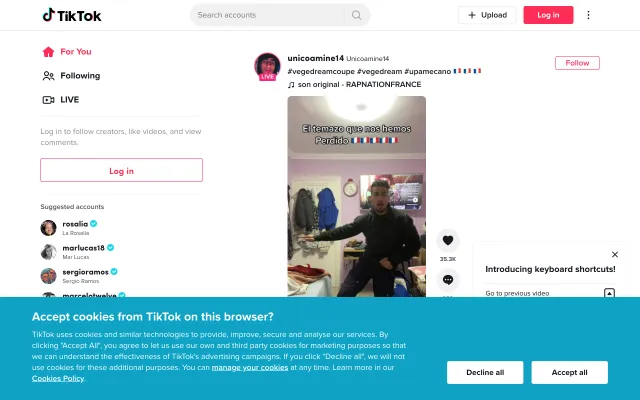 TikTok
Search accounts
Upload
Log in
For You
Following
LIVE
Log in to follow creators, like videos, and view
comments.
Log in
Suggested accounts
rosalia
La Rosalia
marlucas18
Mar Lucas
sergioramos
Sergio Ramos
marcelotwelve
LIVE
unicoamine14 Unicoamine14
#vegedreamcoupe #vegedream #upamecano 🇫🇷🇫🇷🇫🇷
son original - RAPNATIONFRANCE
Follow
El temazo que nos hemos
Perdido 🇫🇷🇫🇷🇫🇷🇫🇷🇫🇷
35.3K
Introducing keyboard shortcuts!
Go to previous video
Accept cookies from TikTok on this browser?
TikTok uses cookies and similar technologies to provide, improve, secure and analyse our services. By
clicking "Accept All", you agree to let us use our own and third party cookies for marketing purposes so that
we can understand the effectiveness of TikTok's advertising campaigns. If you click "Decline all", we will
not use cookies for these additional purposes. You can manage your cookies at any time. Learn more in our
Cookies Policy.
Decline all
Accept all